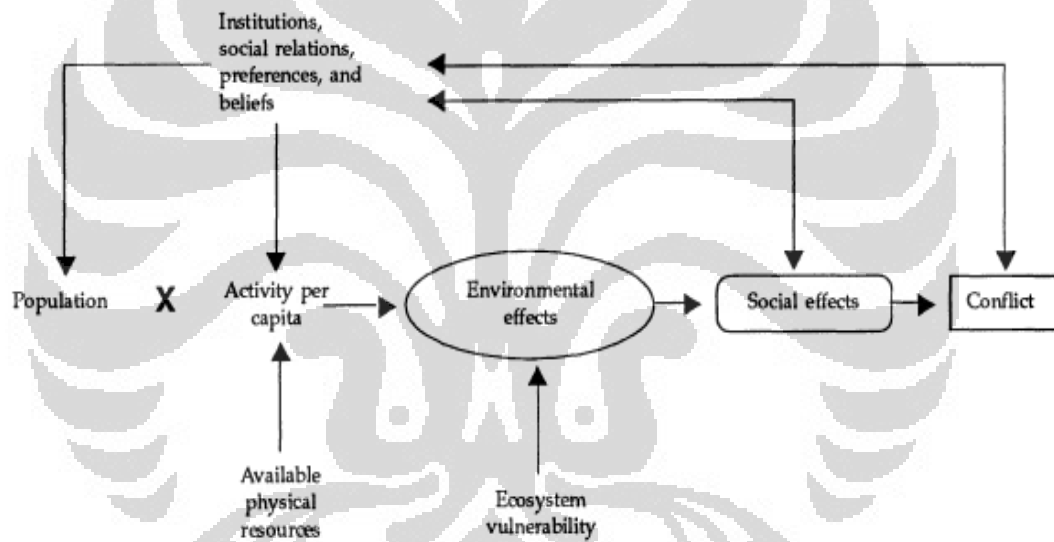 Institutions,
social relations,
preferences, and
beliefs
Population
X
Activity per
capita
Environmental
effects
Social effects
Conflict
Available
physical
resources
Ecosystem
vulnerability